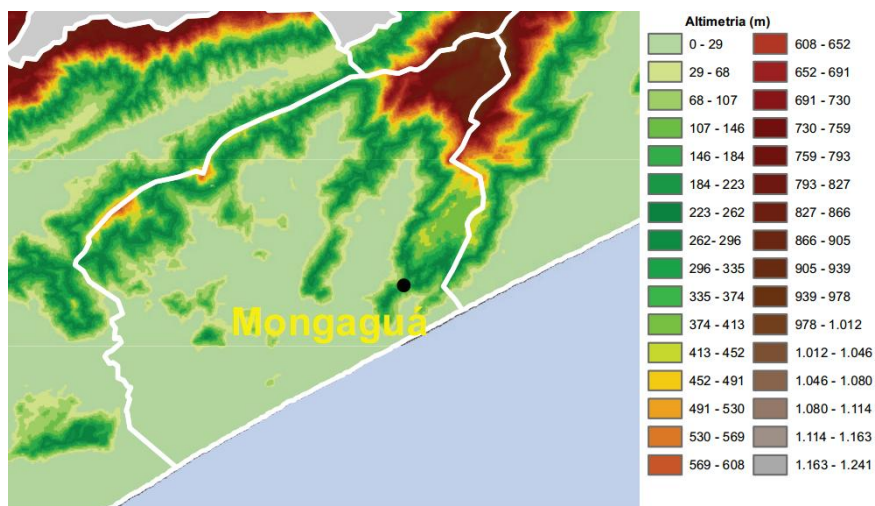 Altimetria (m)
0 - 29
29 - 68
68 - 107
107 - 146
146 - 184
184 - 223
223 - 262
262- 296
296 - 335
335 - 374
374 - 413
413 - 452
452 - 491
491 - 530
530 - 569
569 - 608
608 - 652
652 - 691
691 - 730
730 - 759
759 - 793
793 - 827
827 - 866
866 - 905
905 - 939
939 - 978
978 - 1.012
1.012 - 1.046
1.046 - 1.080
1.080 - 1.114
1.114 - 1.163
1.163 - 1.241
Mongaguá